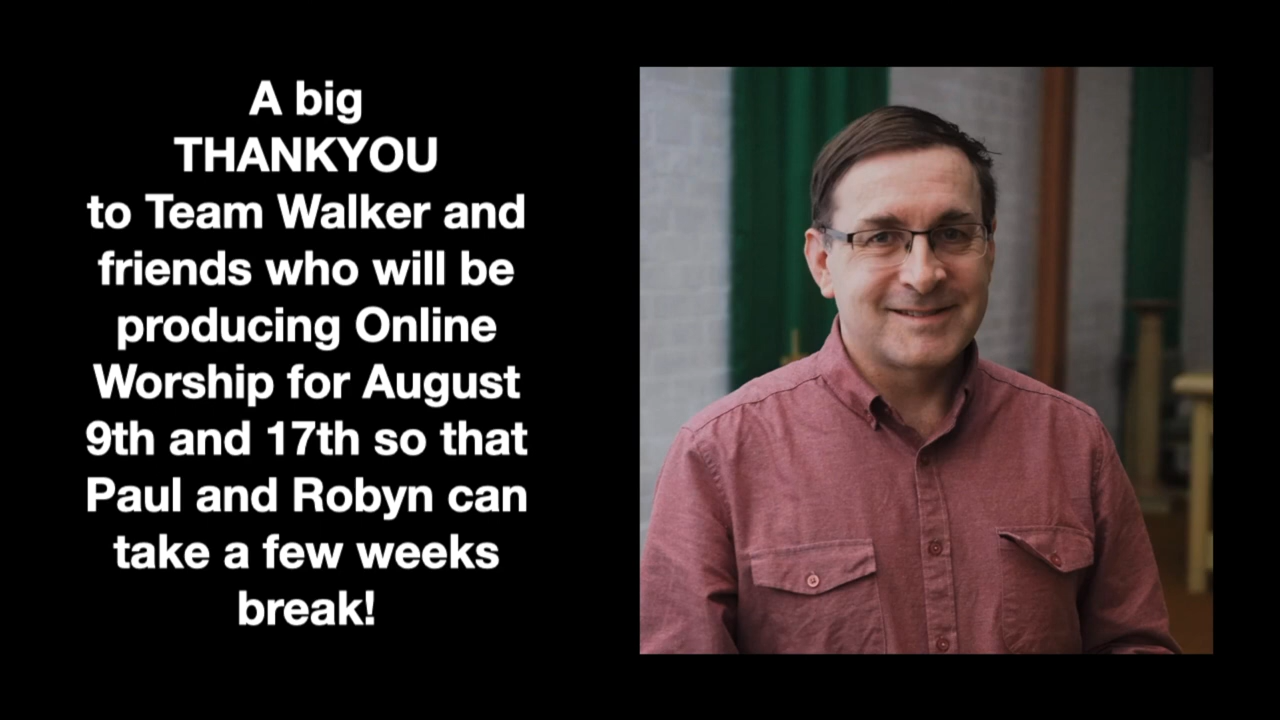 A big
THANKYOU
to Team Walker and
friends who will be
producing Online
Worship for August
9th and 17th so that
Paul and Robyn can
take a few weeks
break!